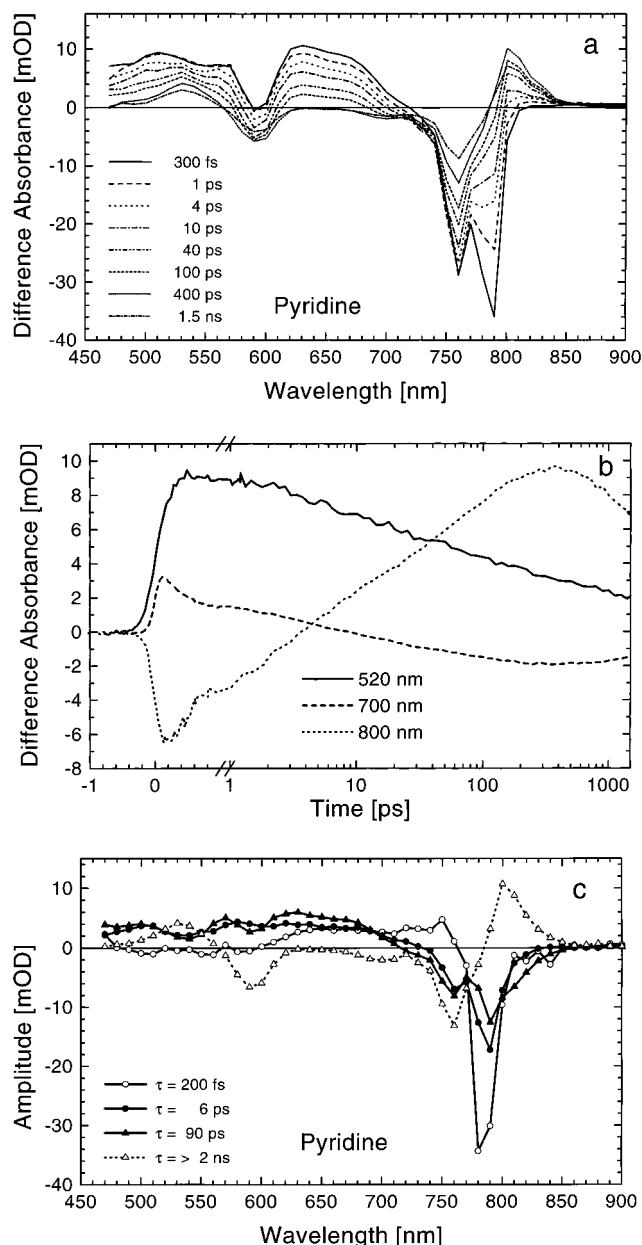 a
Difference Absorbance [mOD]
10
0
-10
-20
-30
-40
300 fs
1 ps
4 ps
10 ps
40 ps
100 ps
400 ps
1.5 ns
Pyridine
450 500 550 600 650 700 750 800 850 900
Wavelength [nm]
b
Difference Absorbance [mOD]
10
8
6
4
2
0
-2
-4
-6
-8
520 nm
700 nm
800 nm
-1 0 1 10 100 1000
Time [ps]
c
Amplitude [mOD]
10
0
-10
-20
-30
-40
τ = 200 fs
τ = 6 ps
τ = 90 ps
τ = > 2 ns
Pyridine
450 500 550 600 650 700 750 800 850 900
Wavelength [nm]